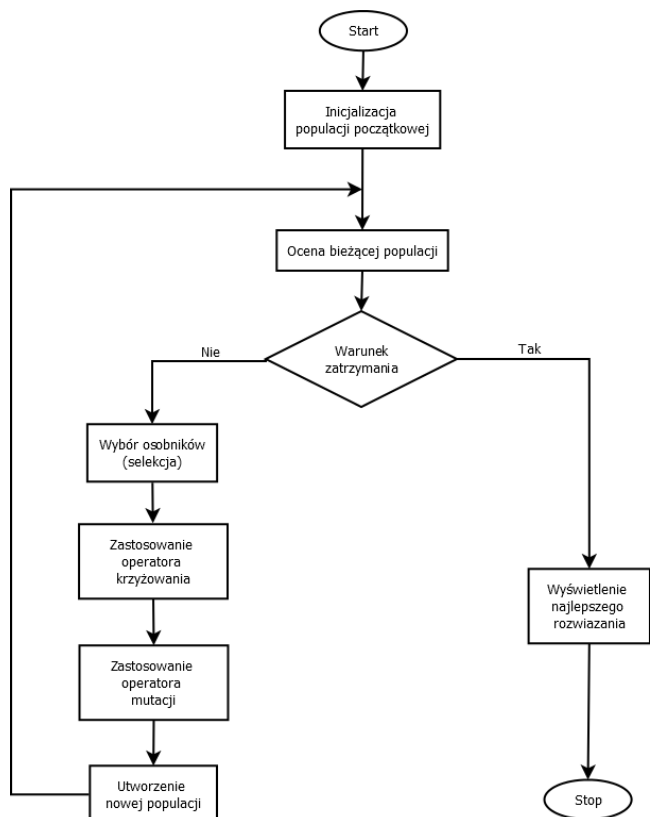 Start
Inicjalizacja
populacji początkowej
Ocena bieżącej populacji
Warunek
zatrzymania
Nie
Tak
Wybór osobników
(selekcja)
Zastosowanie
operatora
krzyżowania
Zastosowanie
operatora
mutacji
Utworzenie
nowej populacji
Wyświetlenie
najlepszego
rozwiazania
Stop